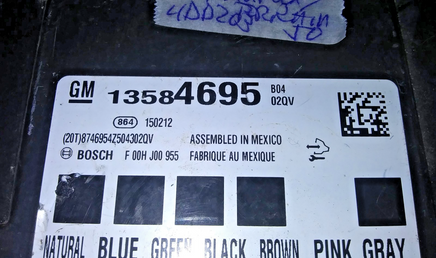 GM 13584695 B04
02QV
864 150212
(20T)8746954Z504302QV ASSEMBLED IN MEXICO
BOSCH F 00H J00 955 FABRIQUE AU MEXIQUE
NATURAL BLUE GREEN BLACK BROWN PINK GRAY